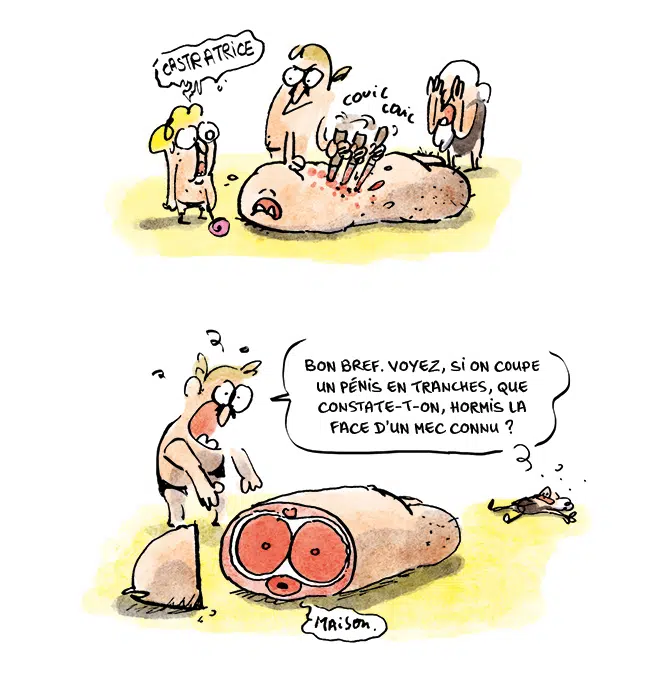 CASTRATRICE
COUIC
COUIC
BON BREF. VOYEZ, SI ON COUPE
UN PÉNIS EN TRANCHES, QUE
CONSTATE-T-ON, HORMIS LA
FACE D'UN MEC CONNU ?
MAISON.